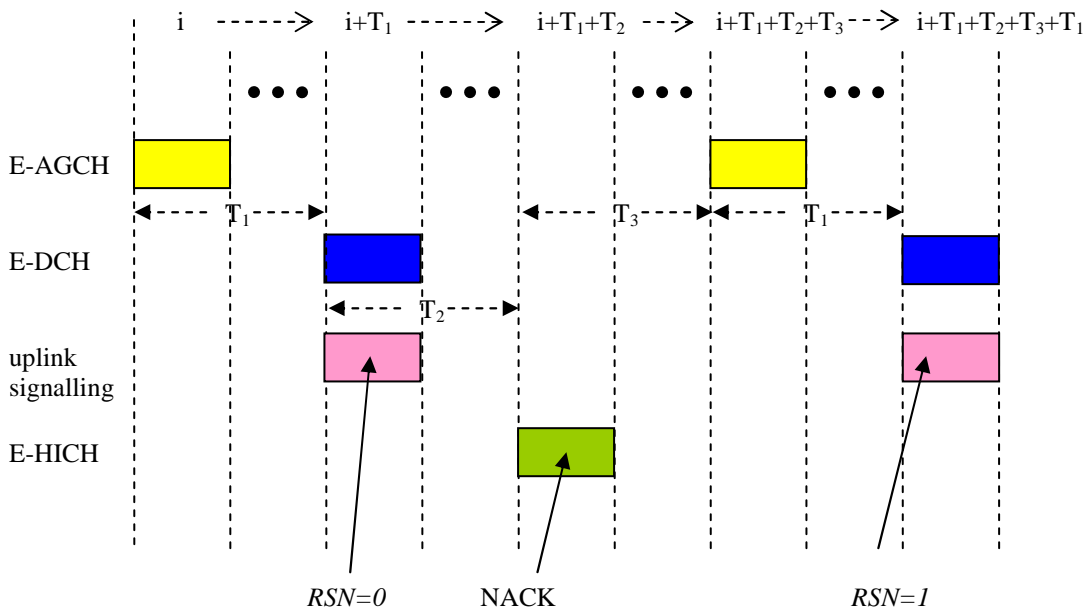 i i+T₁ i+T₁+T₂ i+T₁+T₂+T₃ i+T₁+T₂+T₃+T₁
E-AGCH
T₁ T₃ T₁
E-DCH
T₂
uplink
signalling
E-HICH
RSN=0 NACK RSN=1